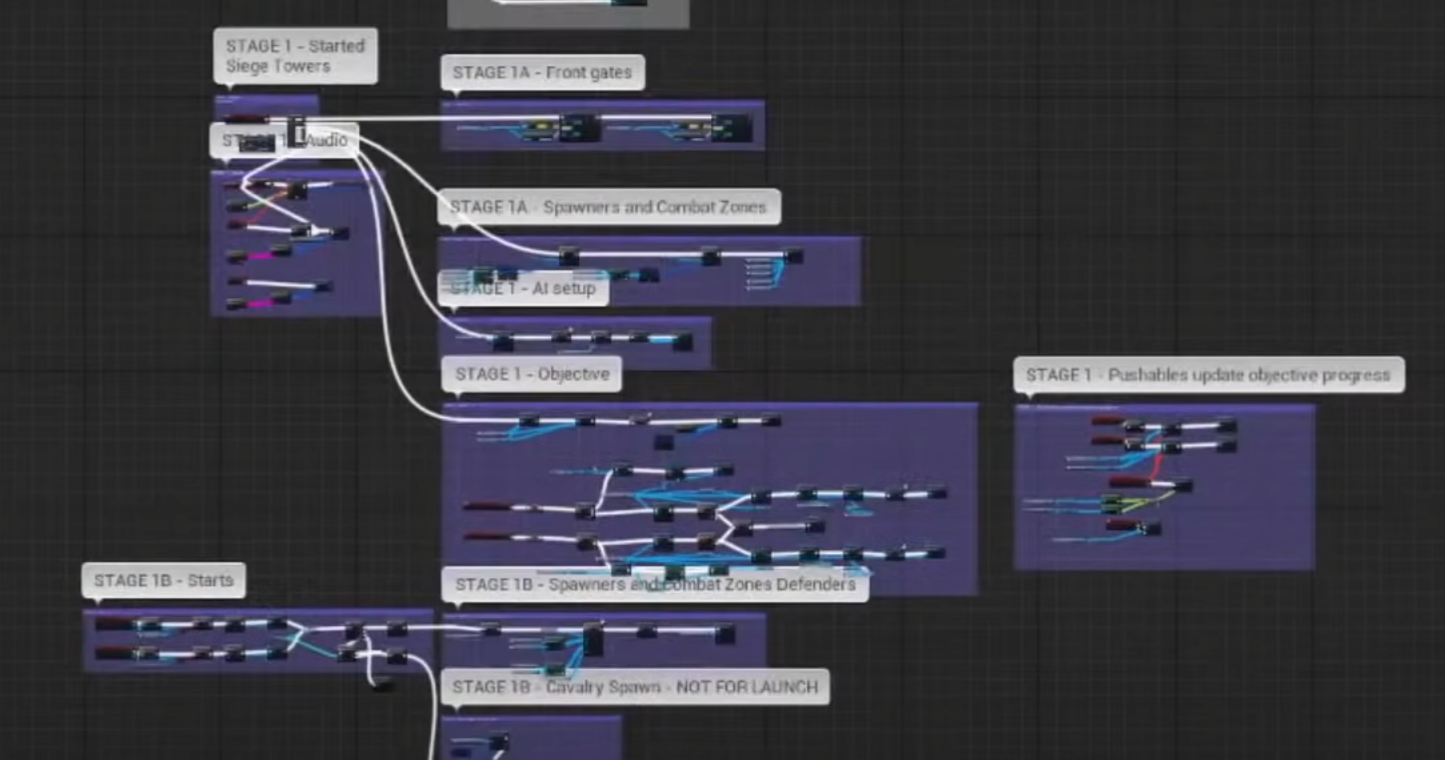 STAGE 1 - Started
Siege Towers
STAGE 1A - Front gates
STAGE 1 - Audio
STAGE 1A - Spawners and Combat Zones
STAGE 1 - AI setup
STAGE 1 - Objective
STAGE 1 - Pushables update objective progress
STAGE 1B - Starts
STAGE 1B - Spawners and Combat Zones Defenders
STAGE 1B - Cavalry Spawn - NOT FOR LAUNCH